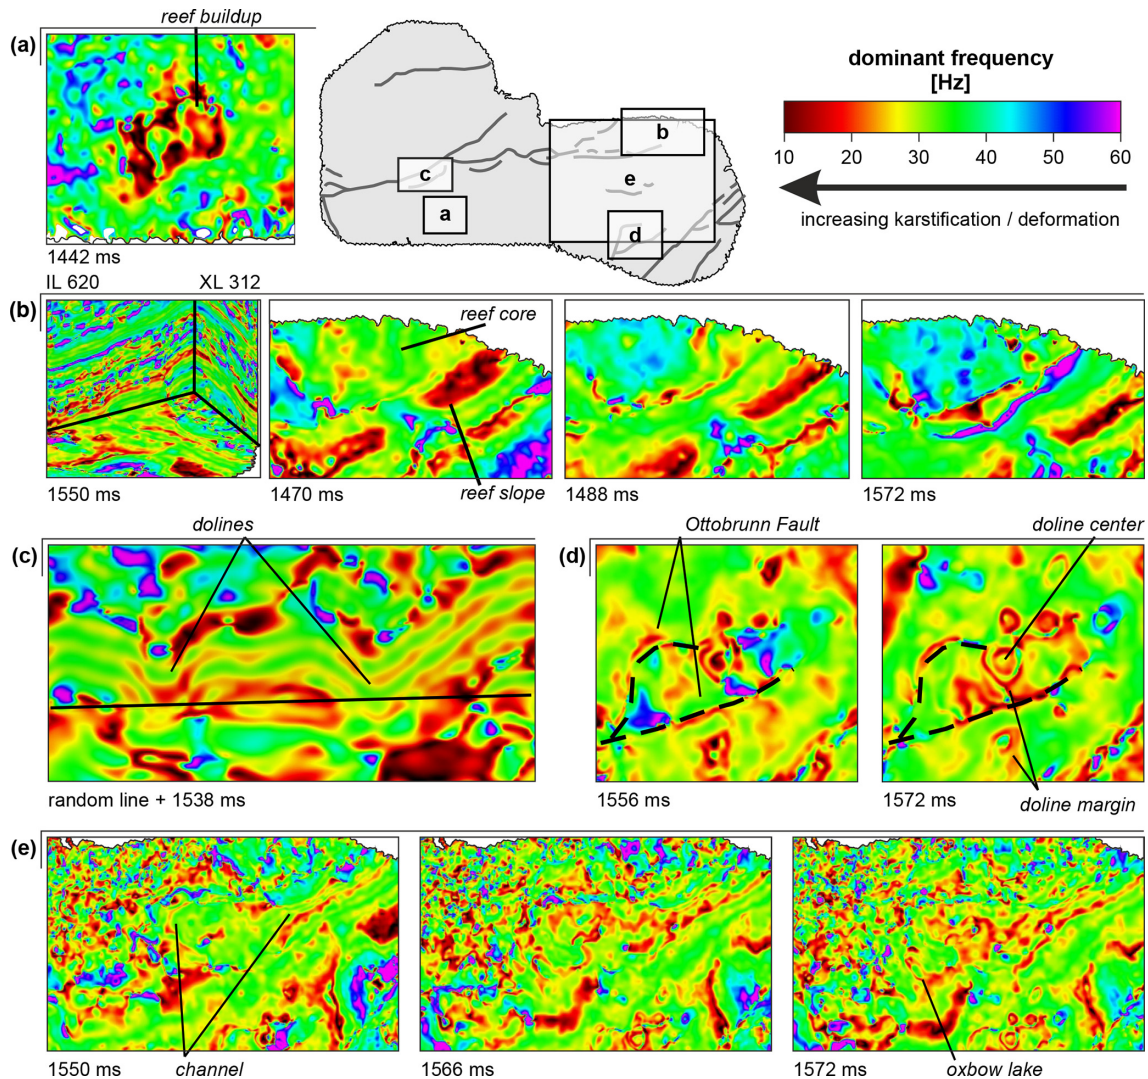 reef buildup
(a)
1442 ms
c
a
b
e
d
dominant frequency
[Hz]
10 20 30 40 50 60
increasing karstification / deformation
IL 620 XL 312
(b)
reef core
reef slope
1550 ms
1470 ms
1488 ms
1572 ms
dolines
(c)
random line + 1538 ms
Ottobrunn Fault
doline center
(d)
1556 ms
1572 ms
doline margin
(e)
1550 ms
channel
1566 ms
1572 ms
oxbow lake